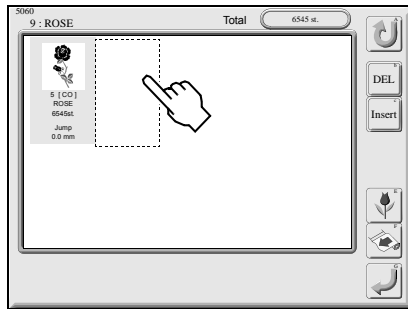 5060
9 : ROSE
Total
6545 st.
5 [ CO ]
ROSE
6545st.
Jump
0.0 mm
B
DEL
C
Insert
E
F
G